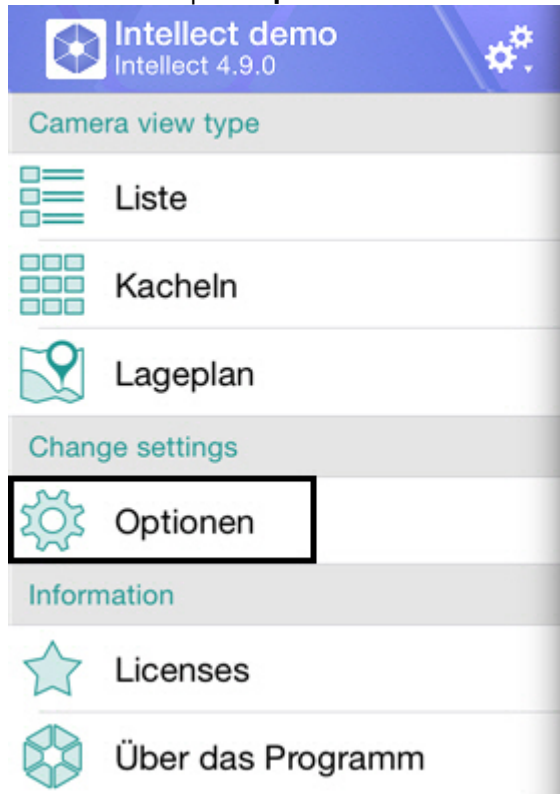 Intellect demo
Intellect 4.9.0
Camera view type
Liste
Kacheln
Lageplan
Change settings
Optionen
Information
Licenses
Über das Programm